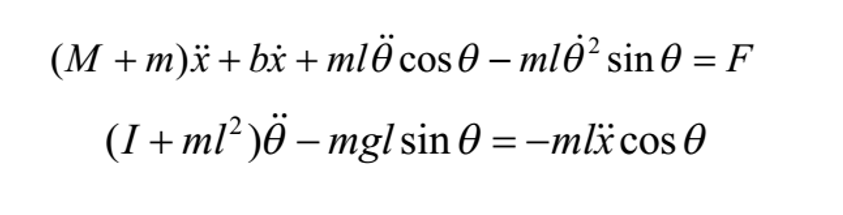 (M + m)ẍ + bẋ + mlθ̈ cos θ − mlθ̇² sin θ = F
(I + ml²)θ̈ − mgl sin θ = −mlẍ cos θ